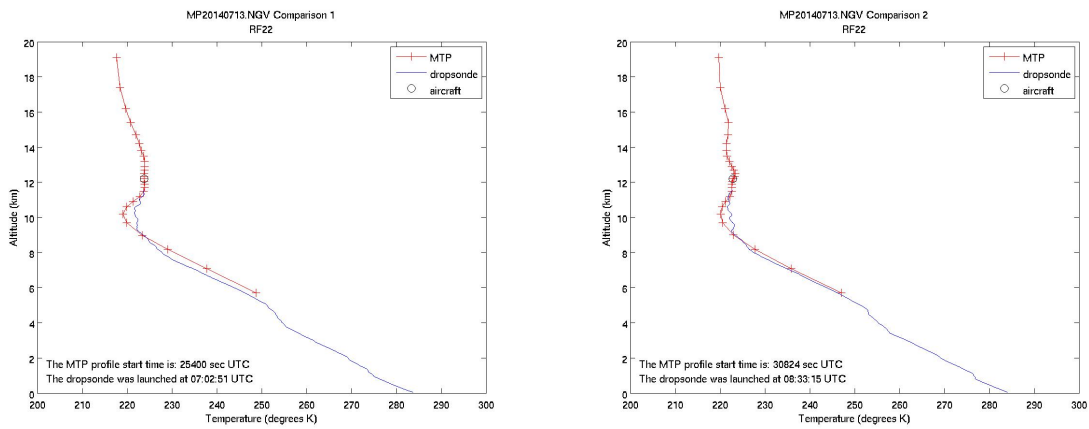 MP20140713.NGV Comparison 1
RF22
20
18
16
14
12
10
8
6
4
2
0
Altitude (km)
MTP
dropsonde
aircraft
The MTP profile start time is: 25400 sec UTC
The dropsonde was launched at 07:02:51 UTC
200 210 220 230 240 250 260 270 280 290 300
Temperature (degrees K)
MP20140713.NGV Comparison 2
RF22
20
18
16
14
12
10
8
6
4
2
0
Altitude (km)
MTP
dropsonde
aircraft
The MTP profile start time is: 30824 sec UTC
The dropsonde was launched at 08:33:15 UTC
200 210 220 230 240 250 260 270 280 290 300
Temperature (degrees K)